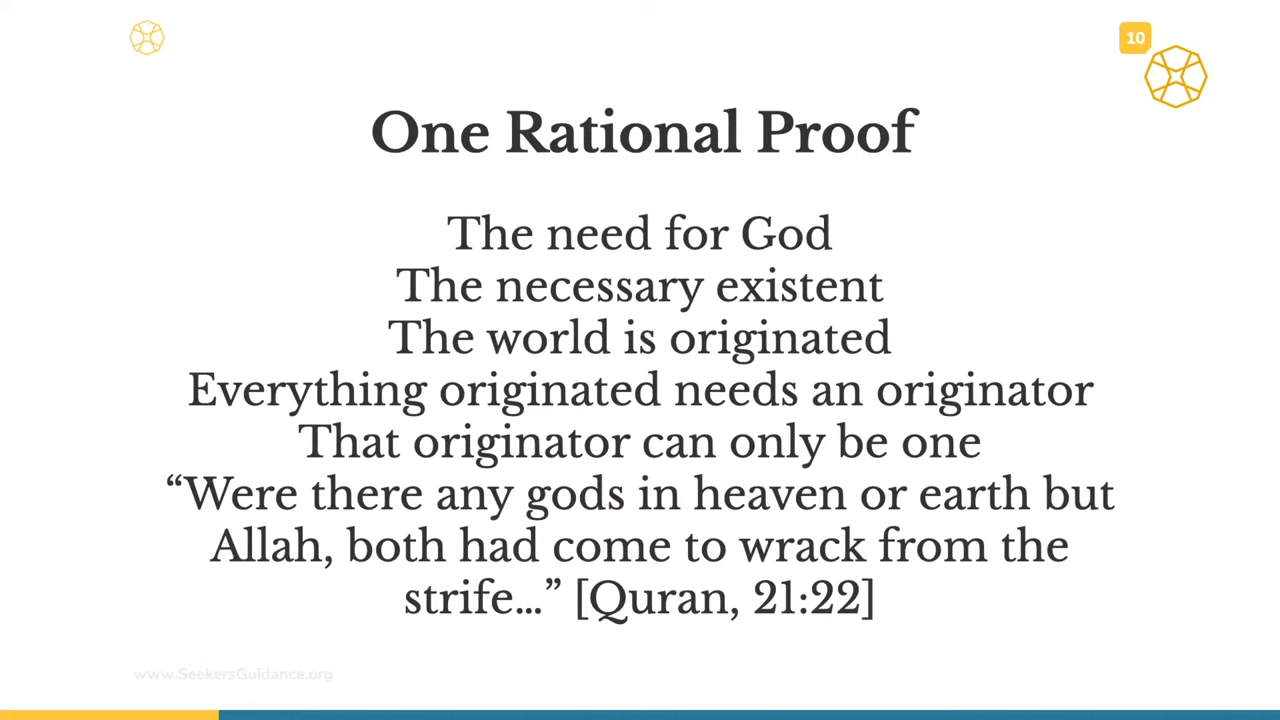 10
One Rational Proof
The need for God
The necessary existent
The world is originated
Everything originated needs an originator
That originator can only be one
“Were there any gods in heaven or earth but
Allah, both had come to wrack from the
strife…” [Quran, 21:22]
www.SeekersGuidance.org